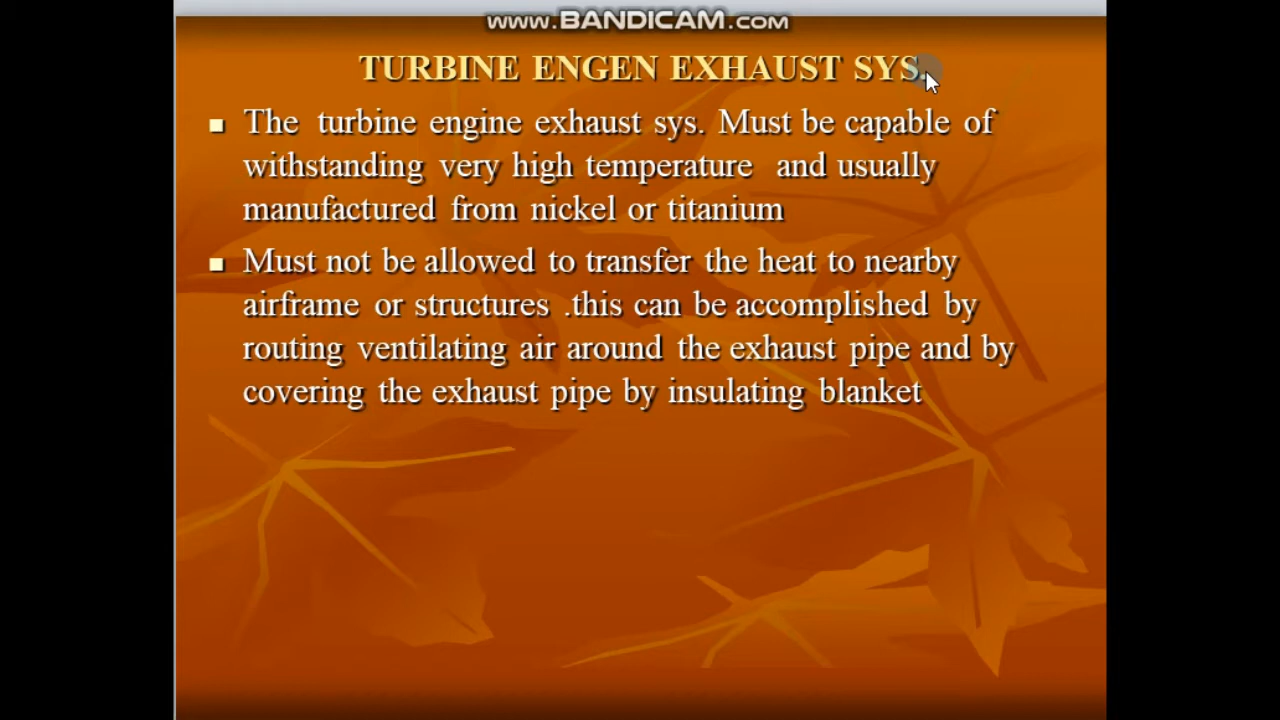 www.BANDICAM.com
TURBINE ENGEN EXHAUST SYS.
The turbine engine exhaust sys. Must be capable of
withstanding very high temperature and usually
manufactured from nickel or titanium
Must not be allowed to transfer the heat to nearby
airframe or structures .this can be accomplished by
routing ventilating air around the exhaust pipe and by
covering the exhaust pipe by insulating blanket